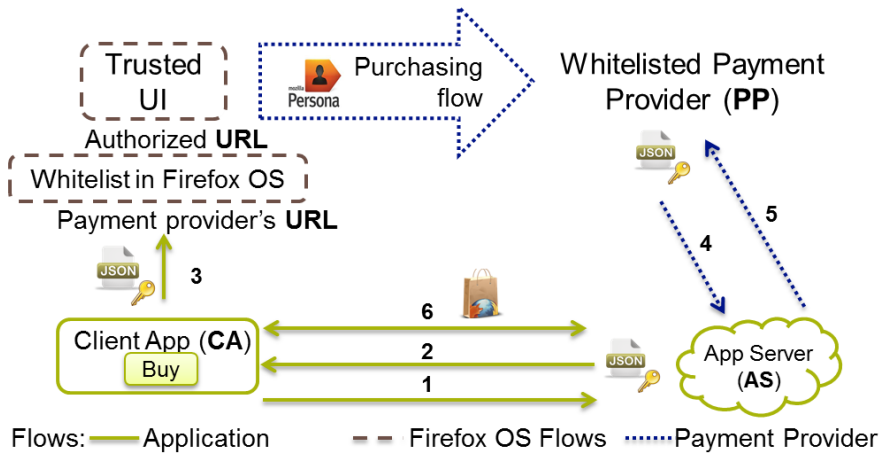 Trusted
UI
mozilla
Persona
Purchasing
flow
Whitelisted Payment
Provider (PP)
Authorized URL
Whitelist in Firefox OS
Payment provider's URL
JSON
JSON
3
4
5
6
Client App (CA)
Buy
2
JSON
App Server
(AS)
1
Flows: Application Firefox OS Flows Payment Provider